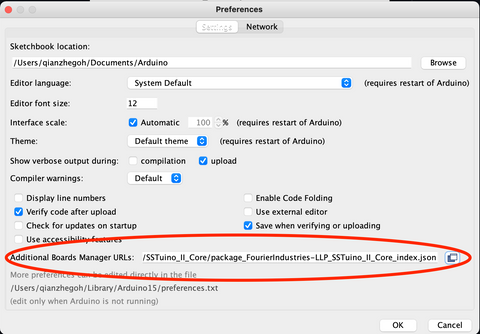 Preferences
Settings Network
Sketchbook location:
/Users/qianzhegoh/Documents/Arduino Browse
Editor language: System Default (requires restart of Arduino)
Editor font size: 12
Interface scale: Automatic 100 % (requires restart of Arduino)
Theme: Default theme (requires restart of Arduino)
Show verbose output during: compilation upload
Compiler warnings: Default
Display line numbers Enable Code Folding
Verify code after upload Use external editor
Check for updates on startup Save when verifying or uploading
Use accessibility features
Additional Boards Manager URLs: /SSTuino_II_Core/package_FourierIndustries-LLP_SSTuino_II_Core_index.json
More preferences can be edited directly in the file
/Users/qianzhegoh/Library/Arduino15/preferences.txt
(edit only when Arduino is not running)
OK Cancel